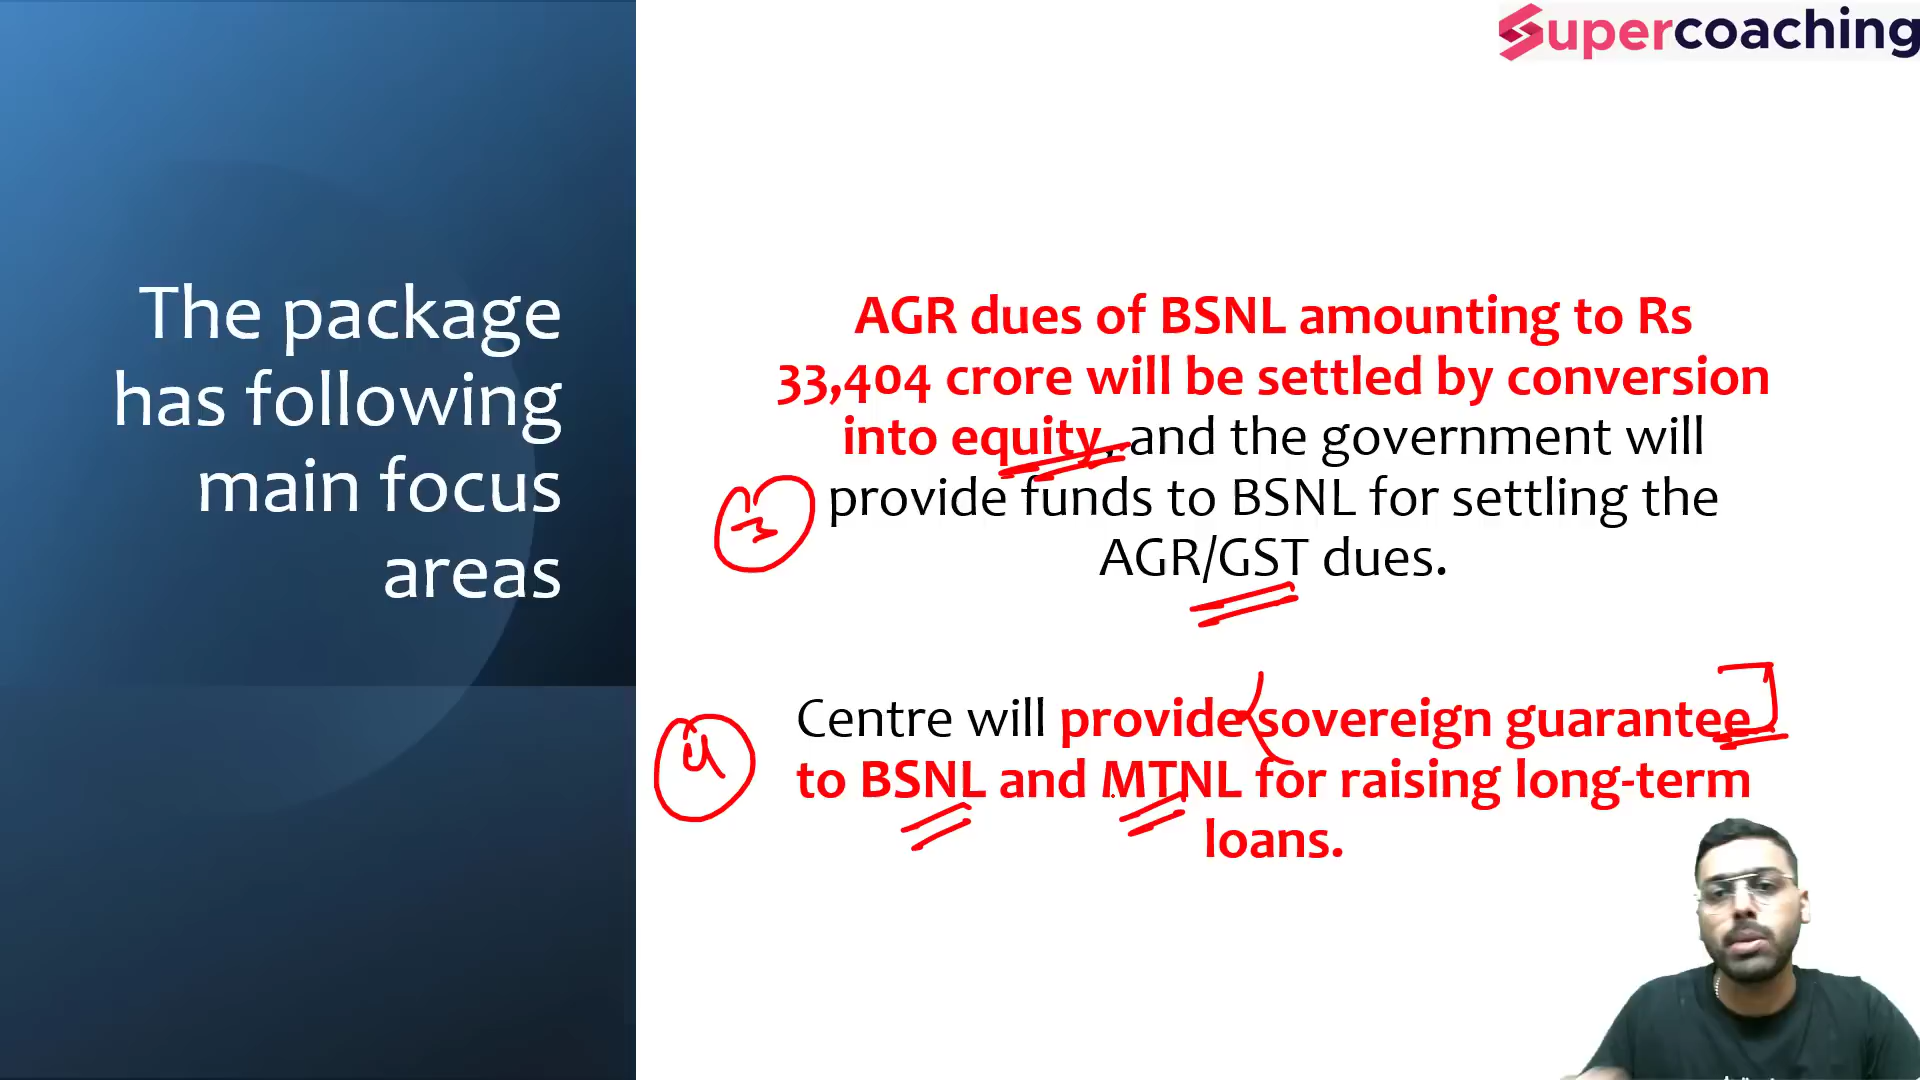 Supercoaching
The package
has following
main focus
areas
AGR dues of BSNL amounting to Rs
33,404 crore will be settled by conversion
into equity, and the government will
provide funds to BSNL for settling the
AGR/GST dues.
3
Centre will provide sovereign guarantee
to BSNL and MTNL for raising long-term
loans.
4